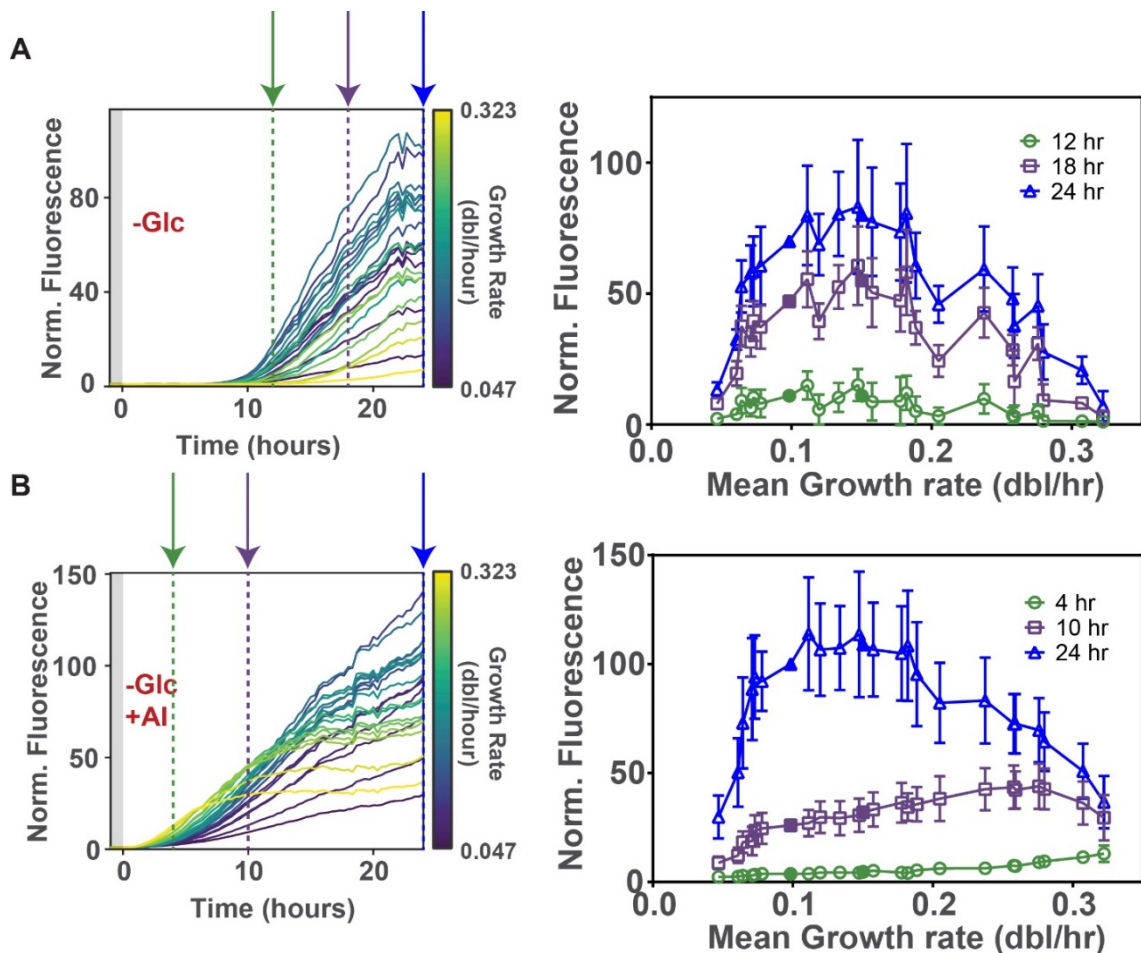 A
Norm. Fluorescence
80
40
0
-Glc
0.323
Growth Rate
(dbl/hour)
0.047
0
10
20
Time (hours)
Norm. Fluorescence
100
50
0
12 hr
18 hr
24 hr
0.0
0.1
0.2
0.3
Mean Growth rate (dbl/hr)
B
Norm. Fluorescence
150
100
50
0
-Glc
+AI
0.323
Growth Rate
(dbl/hour)
0.047
0
10
20
Time (hours)
Norm. Fluorescence
150
100
50
0
4 hr
10 hr
24 hr
0.0
0.1
0.2
0.3
Mean Growth rate (dbl/hr)